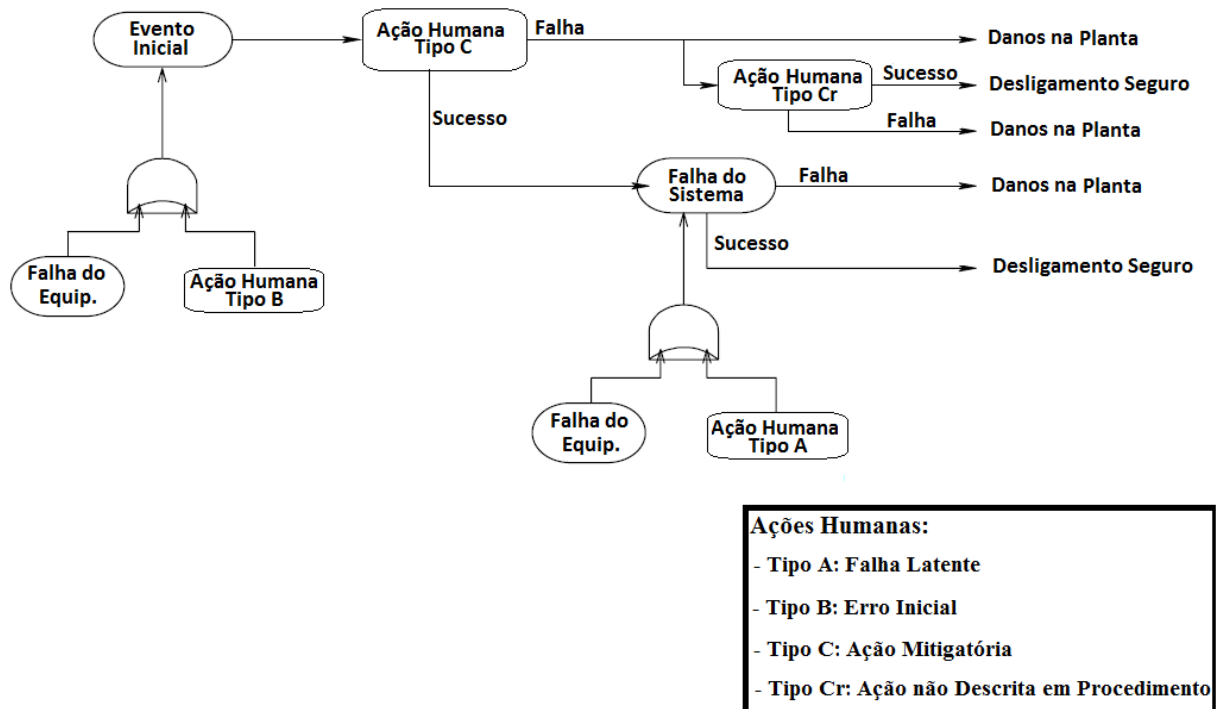 Evento
Inicial
Ação Humana
Tipo C
Falha
Danos na Planta
Ação Humana
Tipo Cr
Sucesso
Desligamento Seguro
Falha
Danos na Planta
Sucesso
Falha do
Sistema
Falha
Danos na Planta
Sucesso
Desligamento Seguro
Falha do
Equip.
Ação Humana
Tipo B
Falha do
Equip.
Ação Humana
Tipo A
Ações Humanas:
- Tipo A: Falha Latente
- Tipo B: Erro Inicial
- Tipo C: Ação Mitigatória
- Tipo Cr: Ação não Descrita em Procedimento